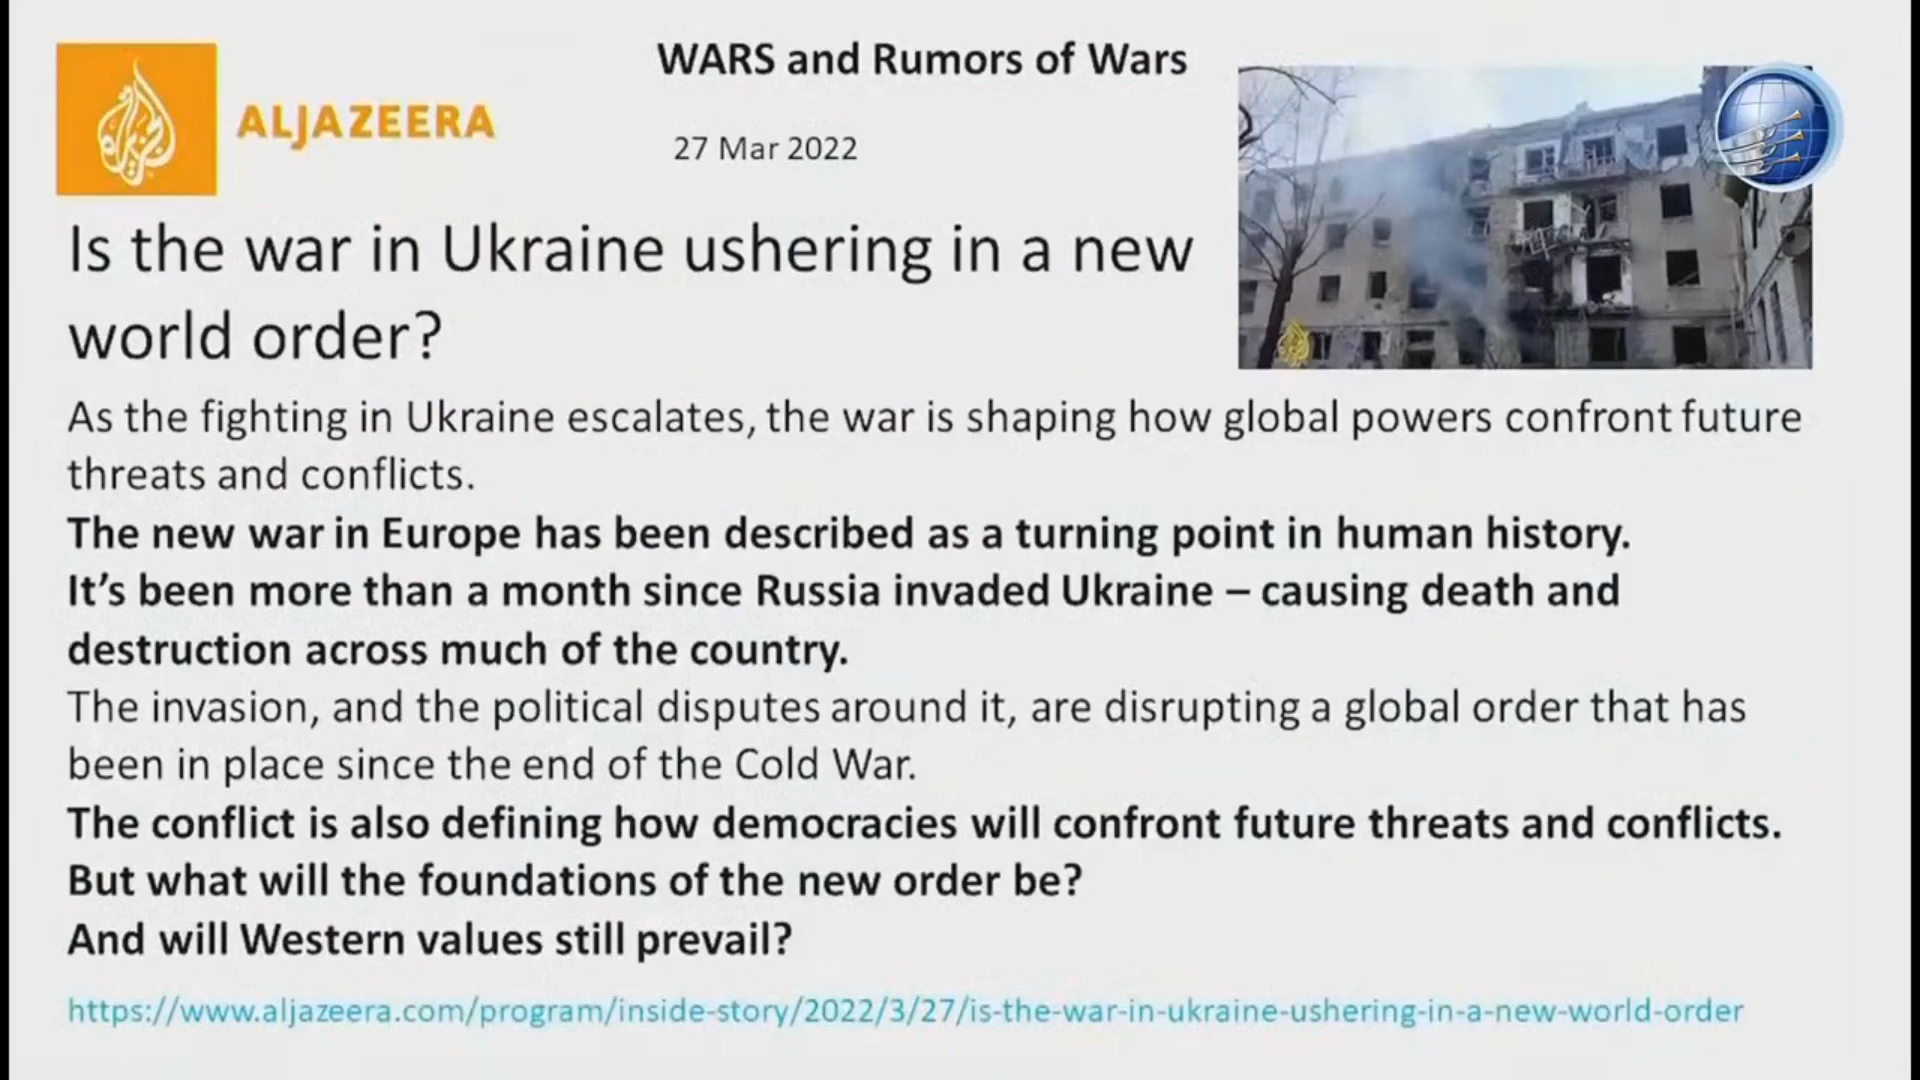 WARS and Rumors of Wars
ALJAZEERA
27 Mar 2022
Is the war in Ukraine ushering in a new
world order?
As the fighting in Ukraine escalates, the war is shaping how global powers confront future
threats and conflicts.
The new war in Europe has been described as a turning point in human history.
It’s been more than a month since Russia invaded Ukraine – causing death and
destruction across much of the country.
The invasion, and the political disputes around it, are disrupting a global order that has
been in place since the end of the Cold War.
The conflict is also defining how democracies will confront future threats and conflicts.
But what will the foundations of the new order be?
And will Western values still prevail?
https://www.aljazeera.com/program/inside-story/2022/3/27/is-the-war-in-ukraine-ushering-in-a-new-world-order